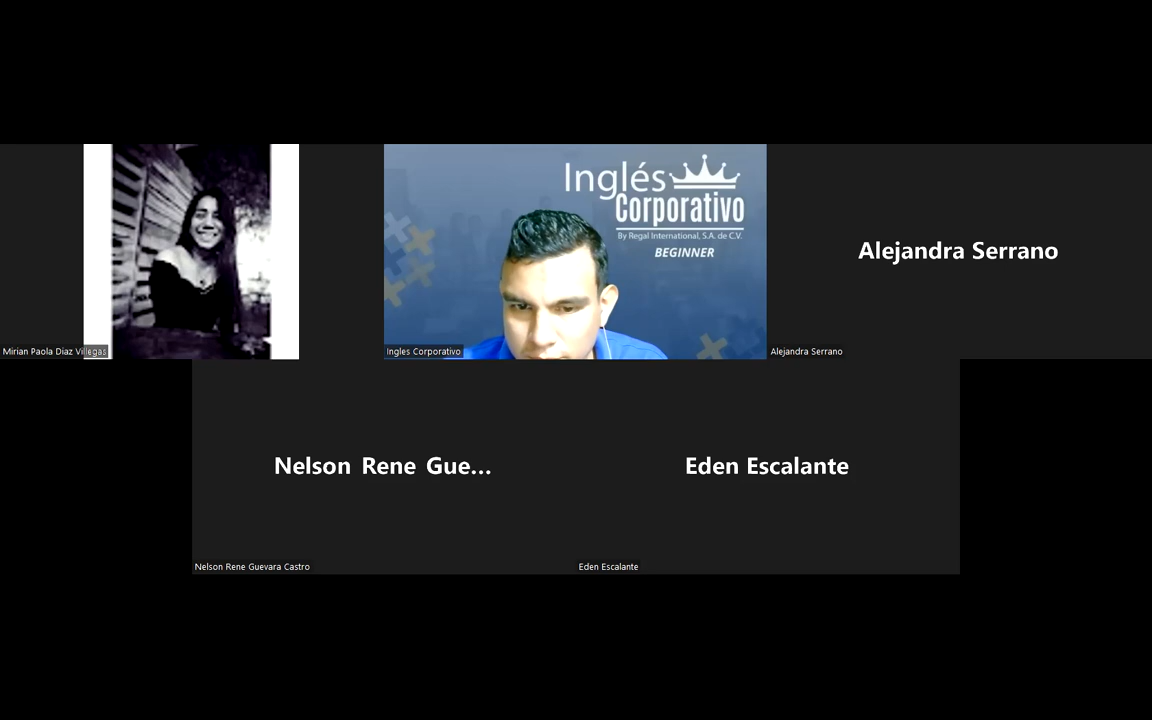 Inglés
Corporativo
By Regal International, S.A. de C.V.
BEGINNER
Alejandra Serrano
Mirian Paola Diaz Villegas
Ingles Corporativo
Alejandra Serrano
Nelson Rene Gue...
Eden Escalante
Nelson Rene Guevara Castro
Eden Escalante